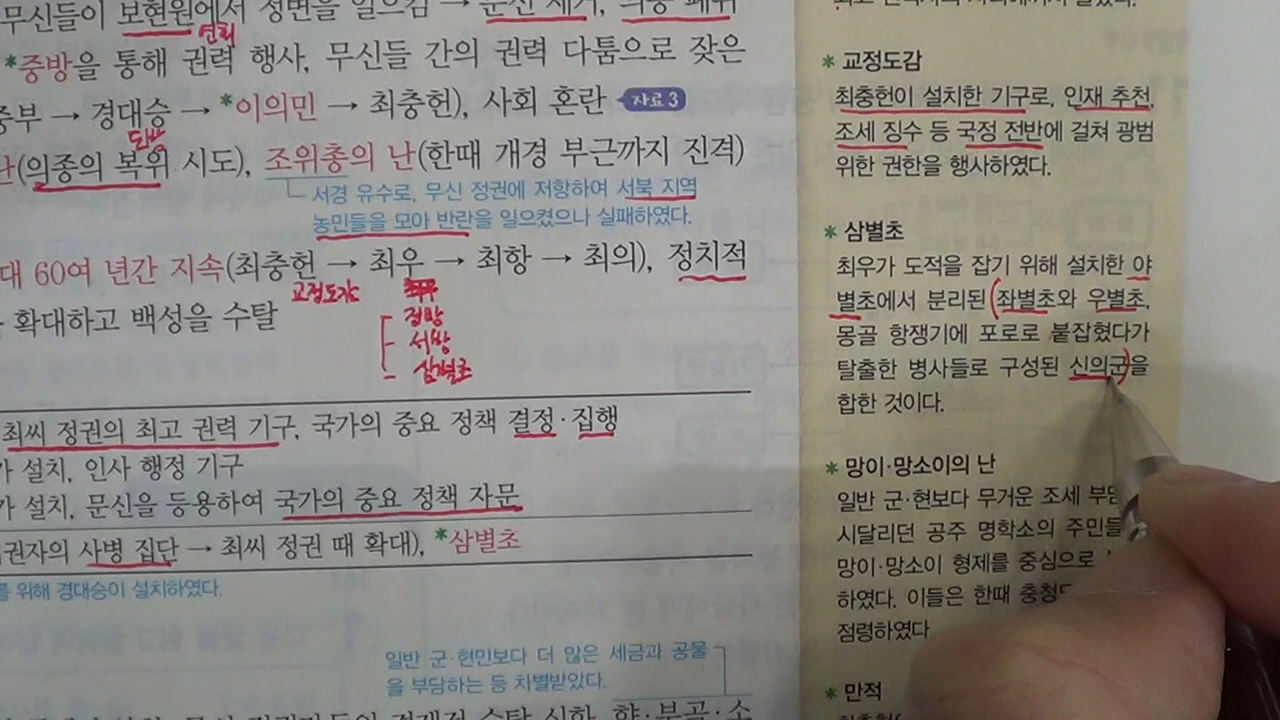 무신들이 보현원에서 정변을 일으킴 → 문신 제거, 의종 폐위
*중방을 통해 권력 행사, 무신들 간의 권력 다툼으로 잦은
중부 → 경대승 → *이의민 → 최충헌), 사회 혼란 자료 3
난(의종의 복위 시도), 조위총의 난(한때 개경 부근까지 진격)
서경 유수로, 무신 정권에 저항하여 서북 지역
농민들을 모아 반란을 일으켰으나 실패하였다.
대 60여 년간 지속(최충헌 → 최우 → 최항 → 최의), 정치적
교정도감
확대하고 백성을 수탈
정방
서방
삼별초
최씨 정권의 최고 권력 기구, 국가의 중요 정책 결정·집행
가 설치, 인사 행정 기구
가 설치, 문신을 등용하여 국가의 중요 정책 자문
권자의 사병 집단 → 최씨 정권 때 확대), *삼별초
를 위해 경대승이 설치하였다.
일반 군·현민보다 더 많은 세금과 공물
을 부담하는 등 차별받았다.
향·부곡·소
* 교정도감
최충헌이 설치한 기구로, 인재 추천,
조세 징수 등 국정 전반에 걸쳐 광범
위한 권한을 행사하였다.
* 삼별초
최우가 도적을 잡기 위해 설치한 야
별초에서 분리된 (좌별초와 우별초,
몽골 항쟁기에 포로로 붙잡혔다가
탈출한 병사들로 구성된 신의군)을
합한 것이다.
* 망이·망소이의 난
일반 군·현보다 무거운 조세 부담
시달리던 공주 명학소의 주민들
망이·망소이 형제를 중심으로
하였다. 이들은 한때 충청
점령하였다
* 만적